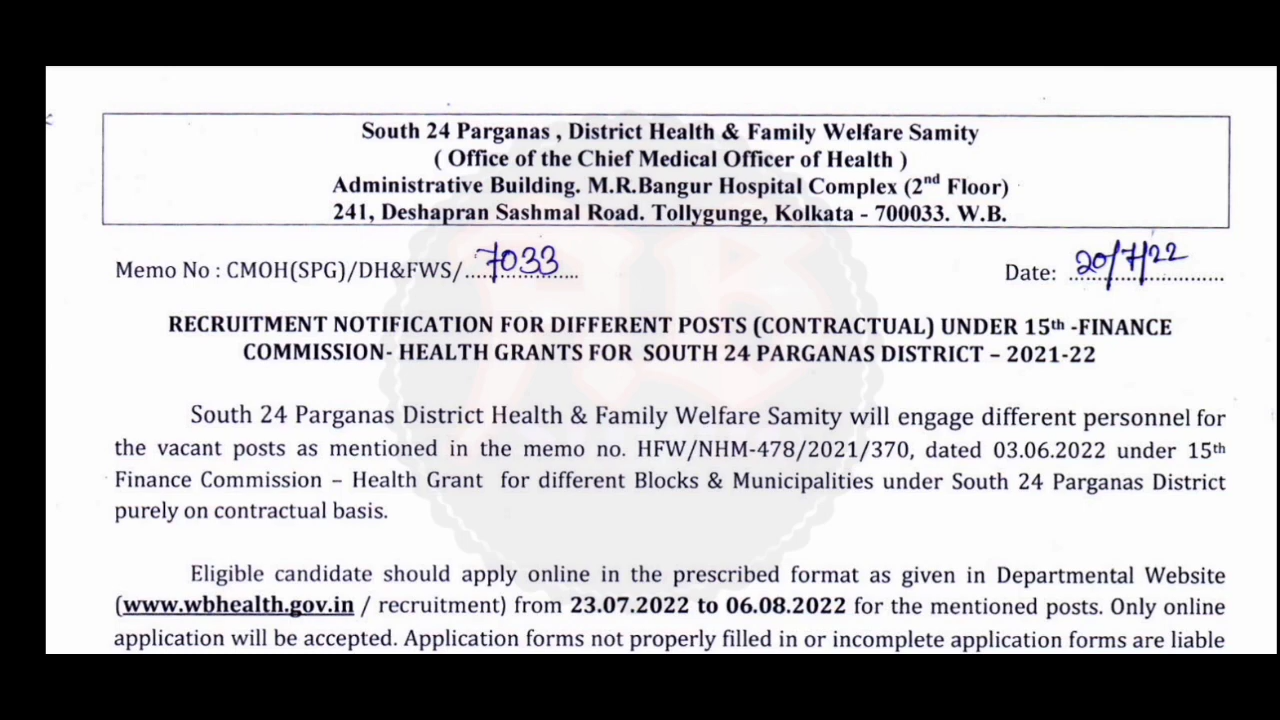 South 24 Parganas , District Health & Family Welfare Samity
( Office of the Chief Medical Officer of Health )
Administrative Building. M.R.Bangur Hospital Complex (2nd Floor)
241, Deshapran Sashmal Road. Tollygunge, Kolkata - 700033. W.B.
Memo No : CMOH(SPG)/DH&FWS/.....7033..... Date: ....20/7/22....
RECRUITMENT NOTIFICATION FOR DIFFERENT POSTS (CONTRACTUAL) UNDER 15th -FINANCE
COMMISSION- HEALTH GRANTS FOR SOUTH 24 PARGANAS DISTRICT – 2021-22
South 24 Parganas District Health & Family Welfare Samity will engage different personnel for
the vacant posts as mentioned in the memo no. HFW/NHM-478/2021/370, dated 03.06.2022 under 15th
Finance Commission – Health Grant for different Blocks & Municipalities under South 24 Parganas District
purely on contractual basis.
Eligible candidate should apply online in the prescribed format as given in Departmental Website
(www.wbhealth.gov.in / recruitment) from 23.07.2022 to 06.08.2022 for the mentioned posts. Only online
application will be accepted. Application forms not properly filled in or incomplete application forms are liable